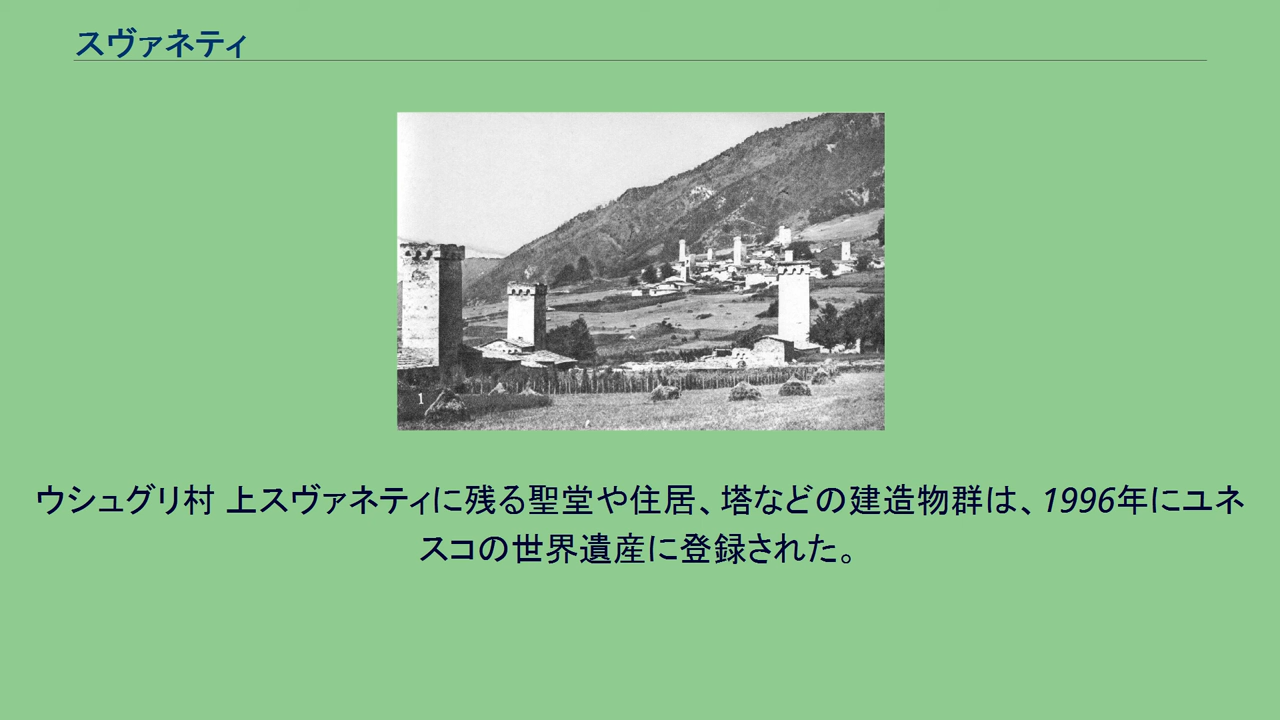 スヴァネティ
1
ウシュグリ村 上スヴァネティに残る聖堂や住居、塔などの建造物群は、1996年にユネ
スコの世界遺産に登録された。